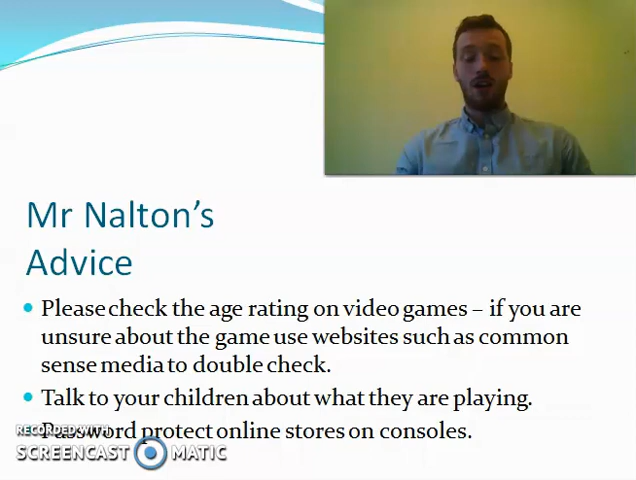 Mr Nalton's
Advice
Please check the age rating on video games – if you are
unsure about the game use websites such as common
sense media to double check.
Talk to your children about what they are playing.
Password protect online stores on consoles.
RECORDED WITH
SCREENCAST MATIC